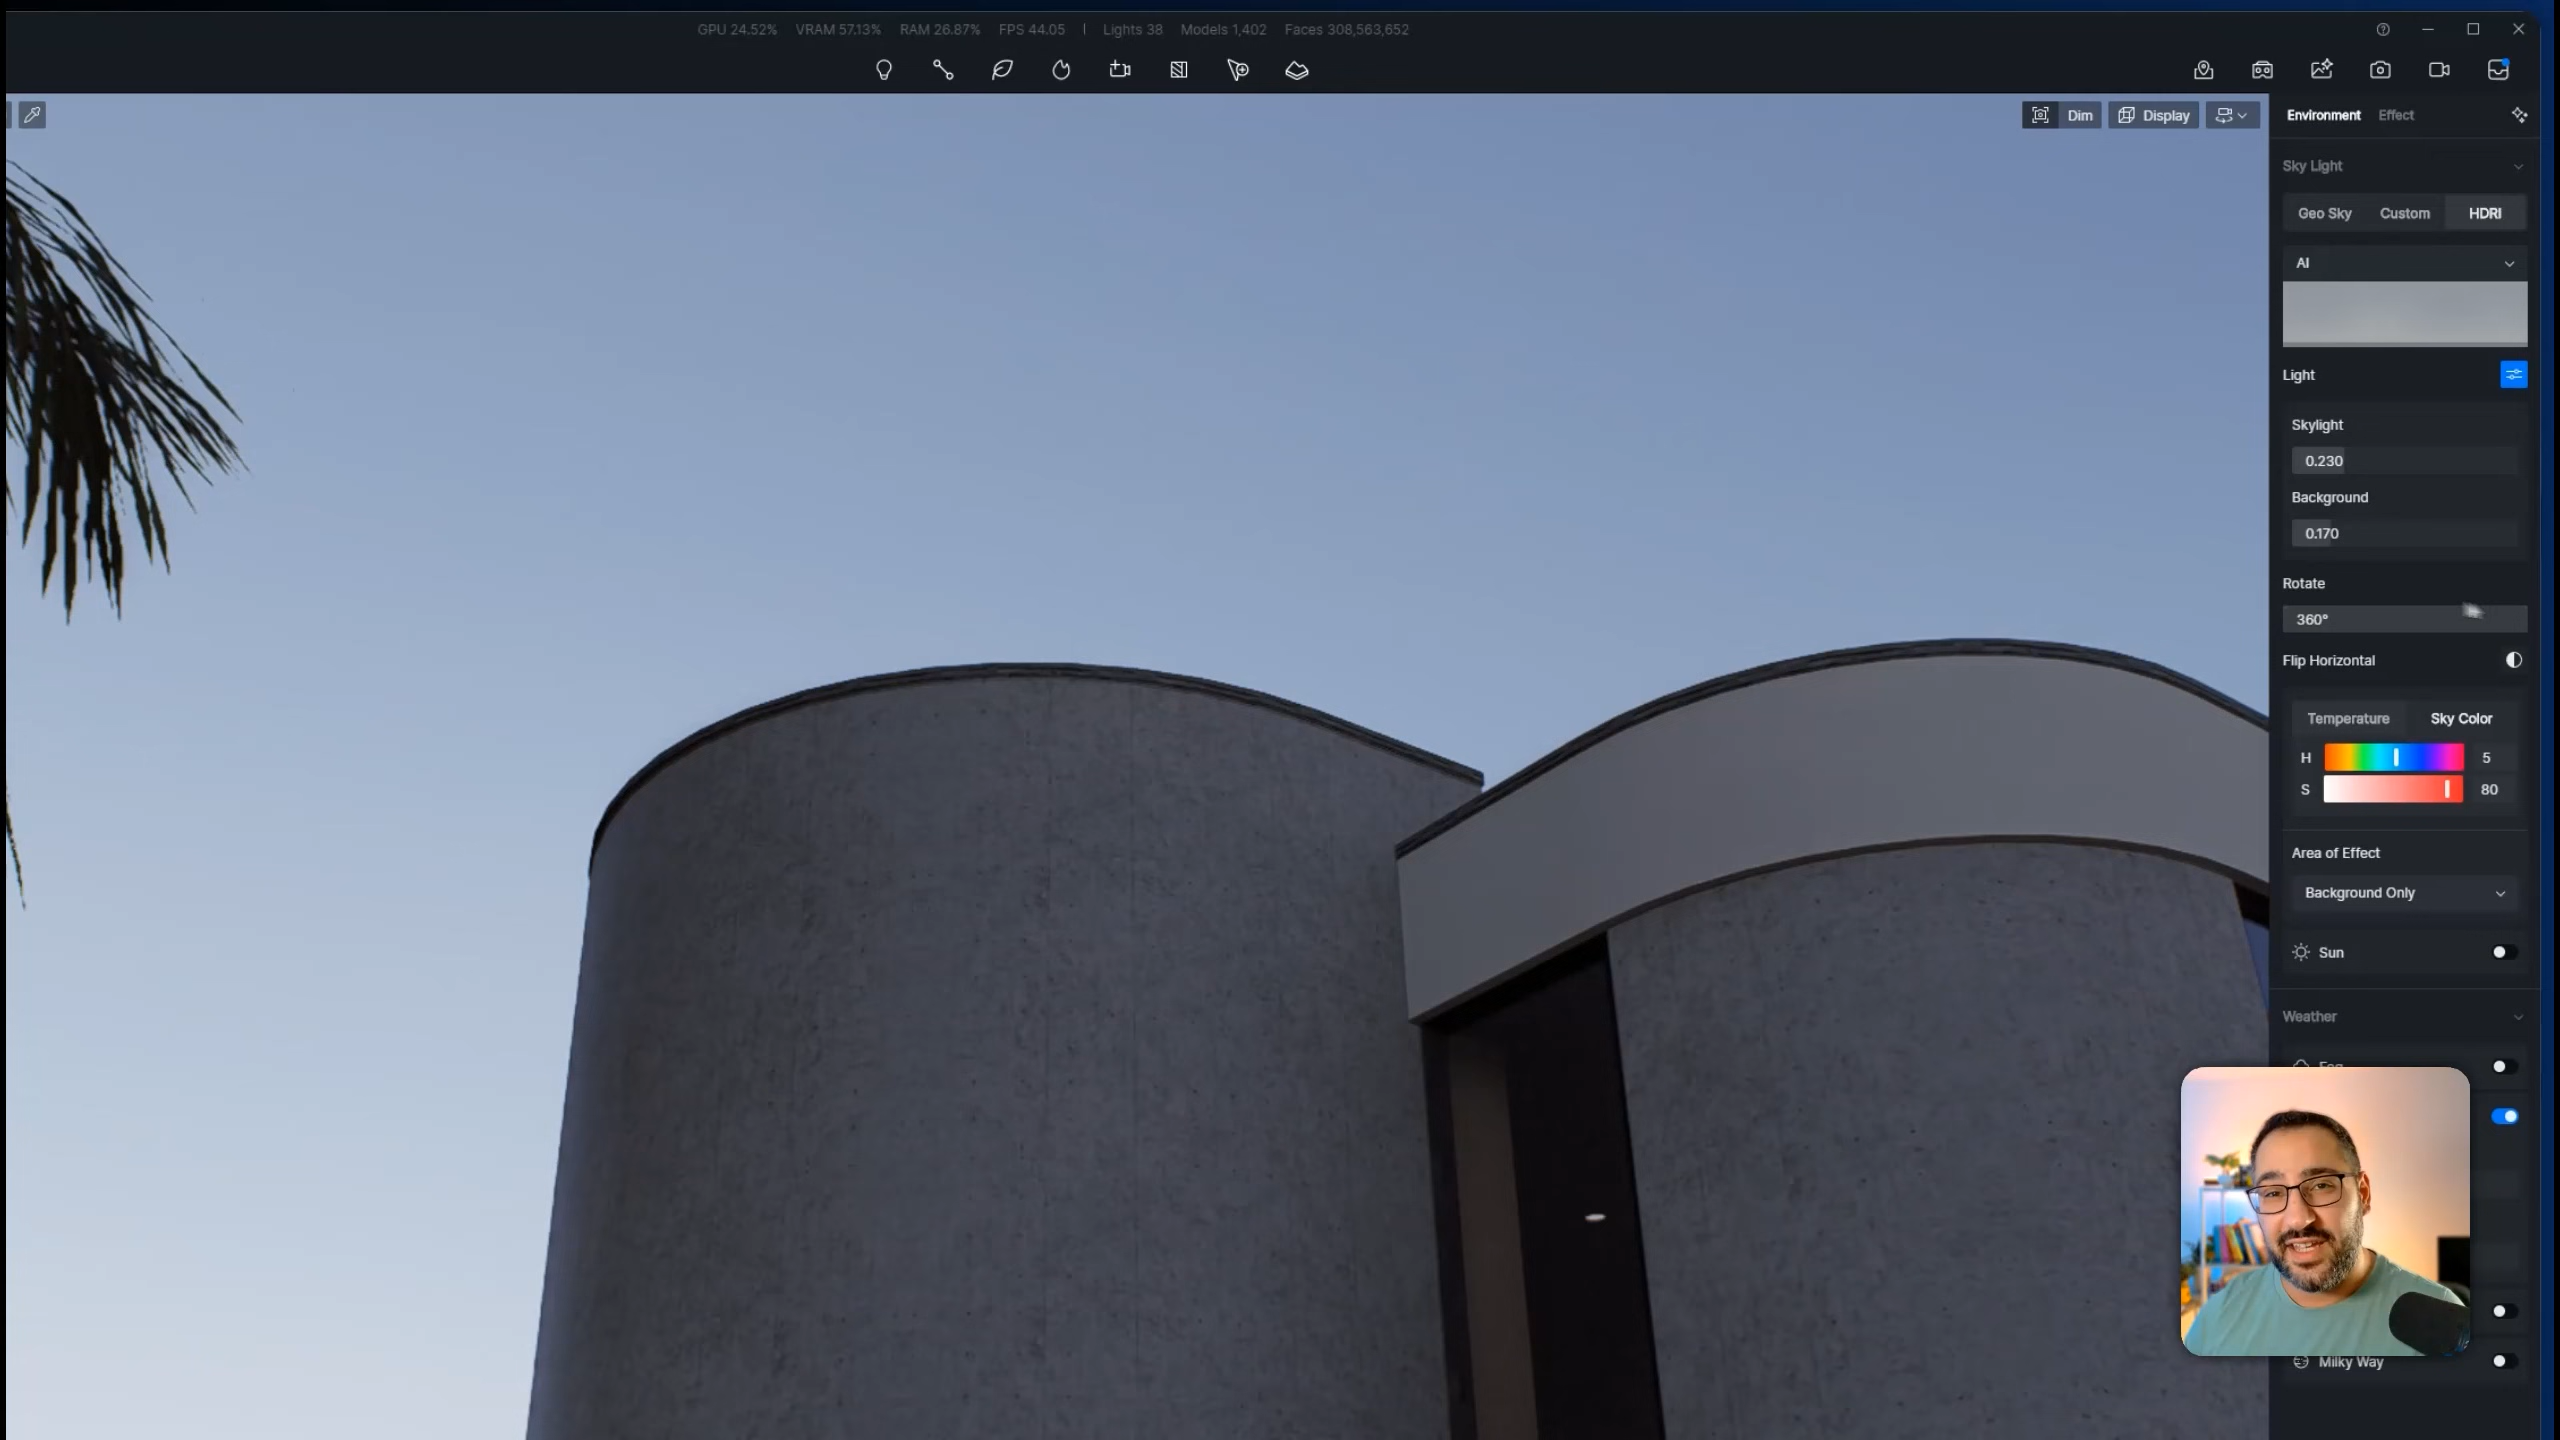 GPU 24.52% VRAM 57.13% RAM 26.87% FPS 44.05 | Lights 38 Models 1,402 Faces 308,563,652
Dim Display
Environment Effect
Sky Light
Geo Sky Custom HDRI
AI
Light
Skylight
0.230
Background
0.170
Rotate
360°
Flip Horizontal
Temperature Sky Color
H 5
S 80
Area of Effect
Background Only
Sun
Weather
Fog
Milky Way